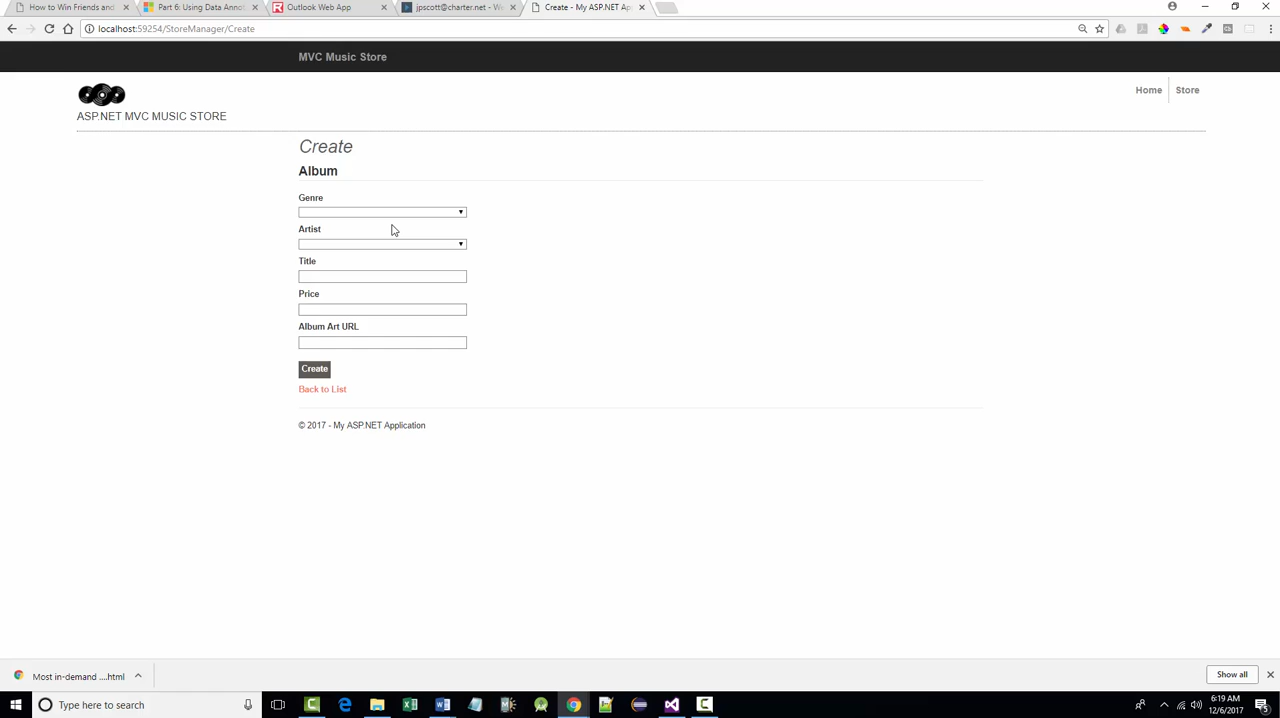 How to Win Friends and
Part 6: Using Data Annot
Outlook Web App
jpscott@charter.net - We
Create - My ASP.NET App
localhost:59254/StoreManager/Create
MVC Music Store
ASP.NET MVC MUSIC STORE
Home
Store
Create
Album
Genre
Artist
Title
Price
Album Art URL
Create
Back to List
© 2017 - My ASP.NET Application
Most in-demand ....html
Show all
Type here to search
6:19 AM
12/6/2017